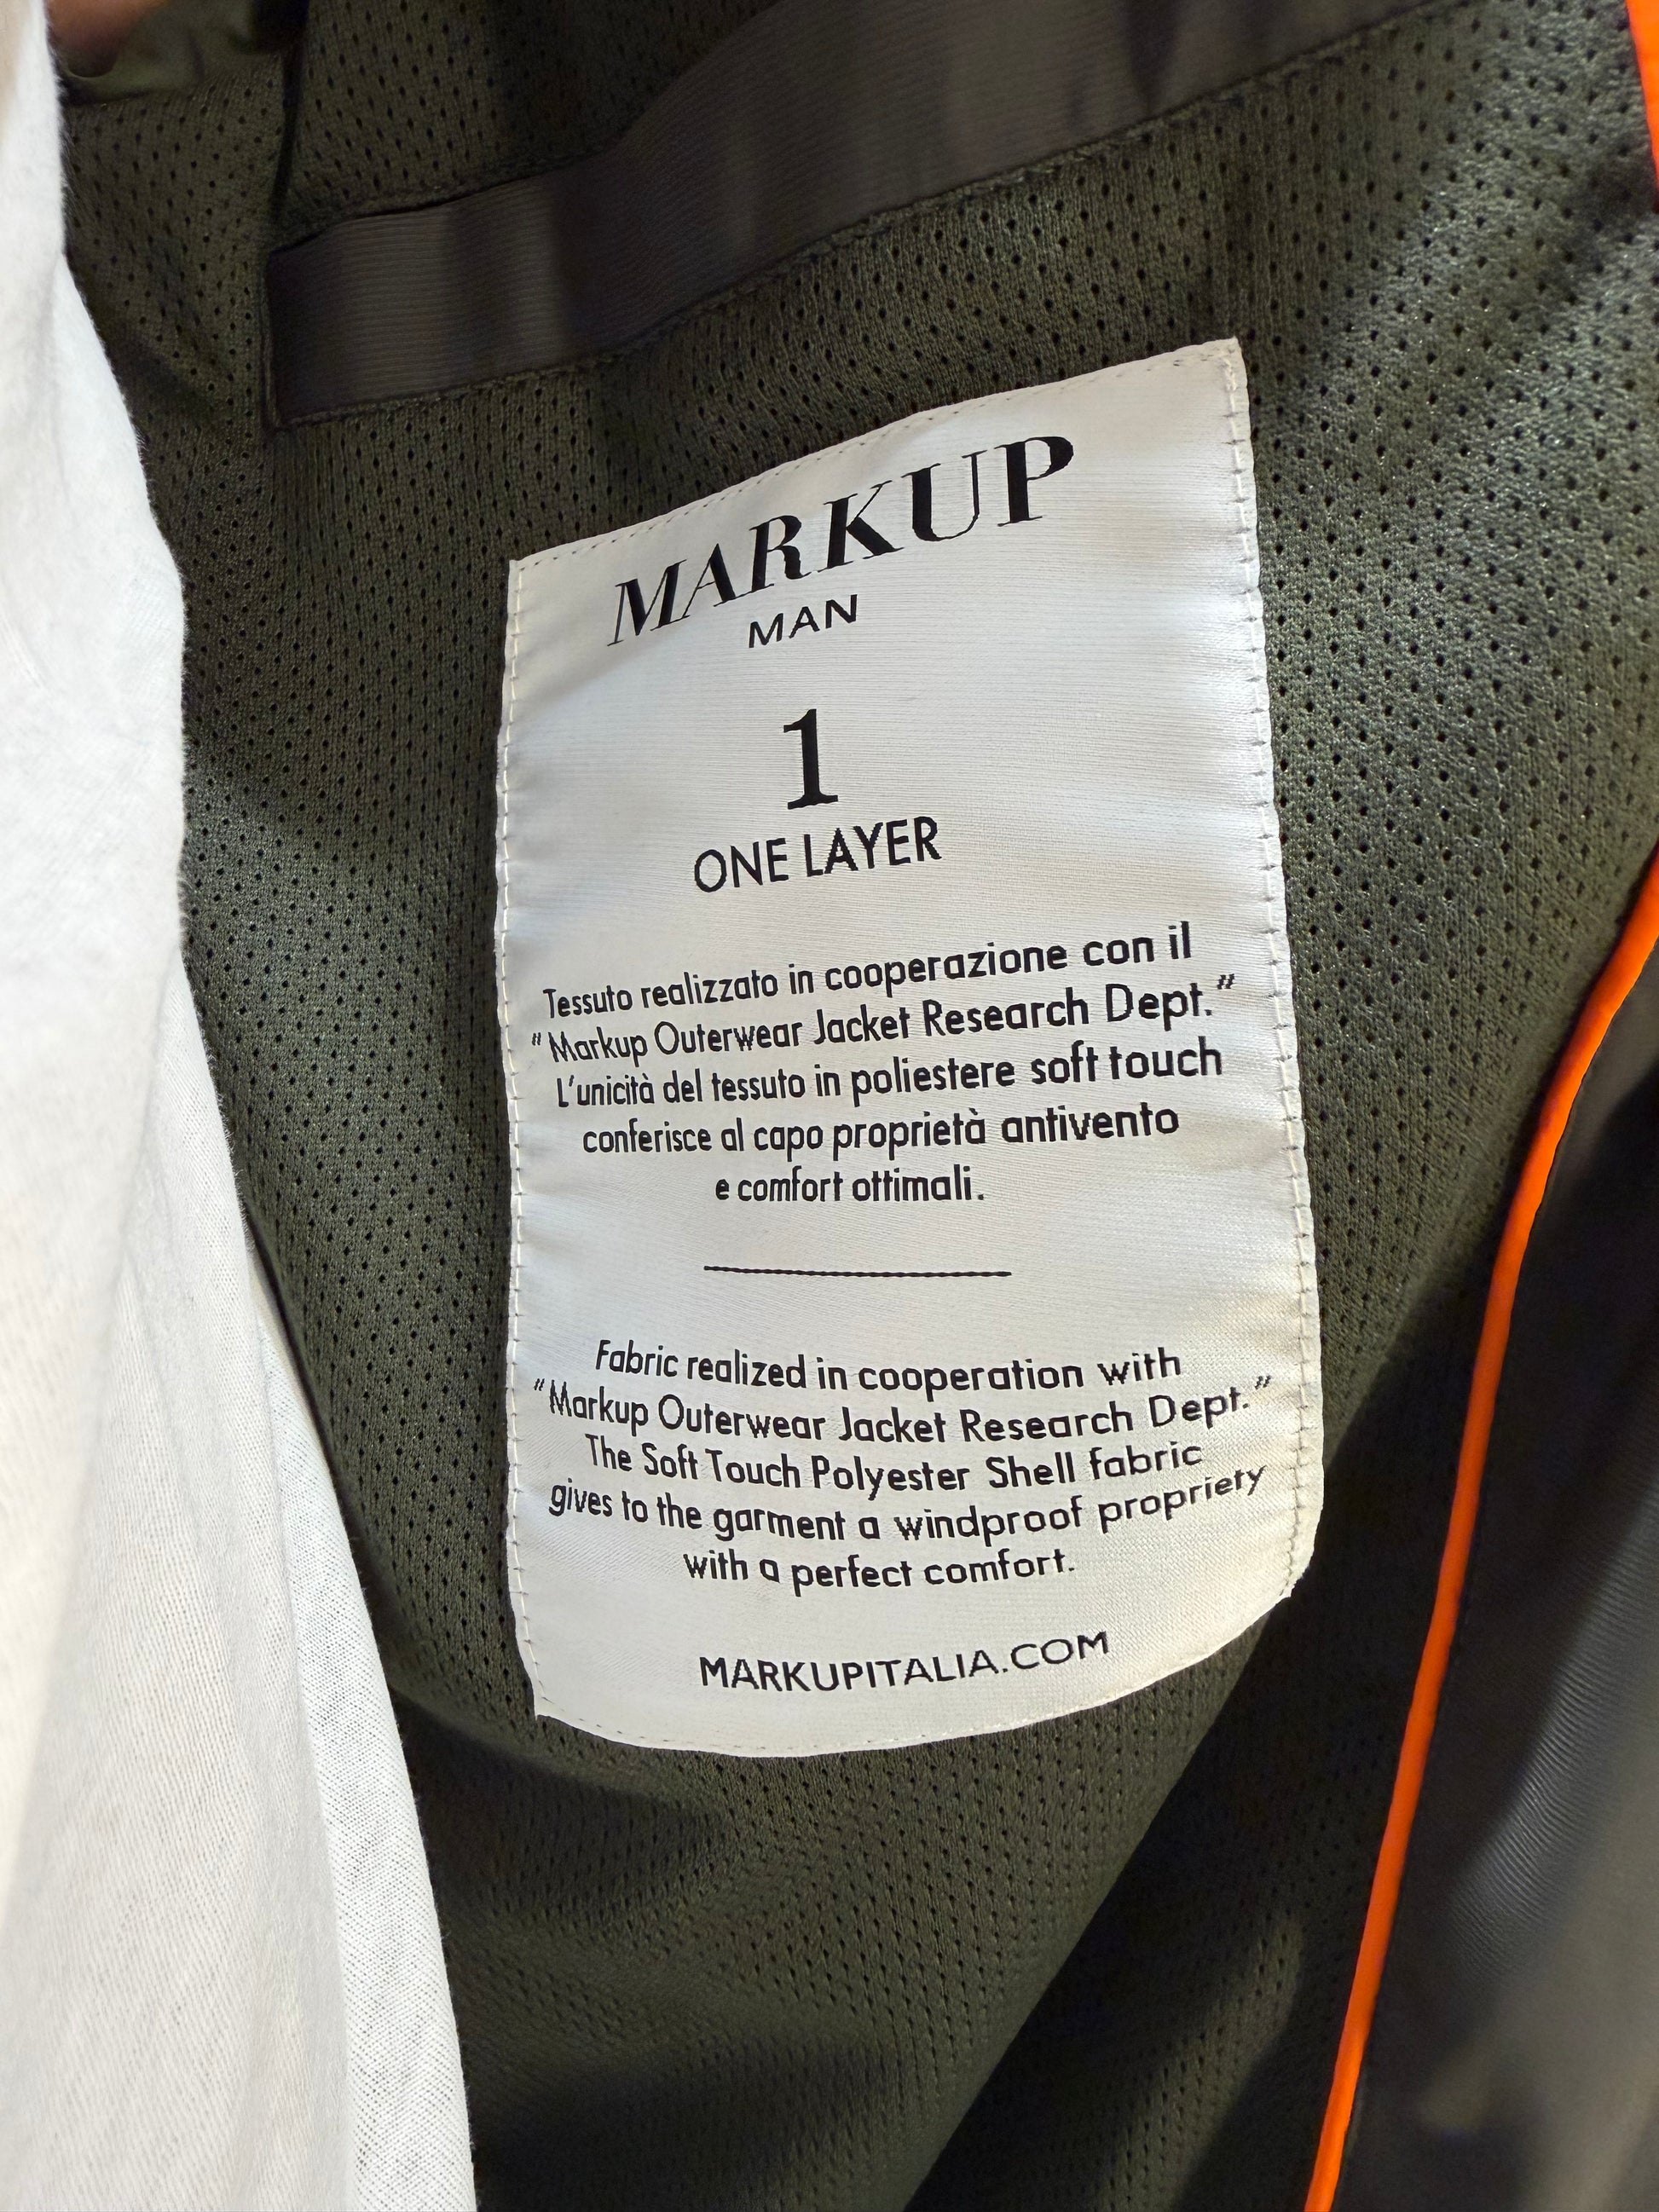 MARKUP
MAN
1
ONE LAYER
Tessuto realizzato in cooperazione con il
"Markup Outerwear Jacket Research Dept."
L'unicità del tessuto in poliestere soft touch
conferisce al capo proprietà antivento
e comfort ottimali.
Fabric realized in cooperation with
"Markup Outerwear Jacket Research Dept."
The Soft Touch Polyester Shell fabric
gives to the garment a windproof propriety
with a perfect comfort.
MARKUPITALIA.COM